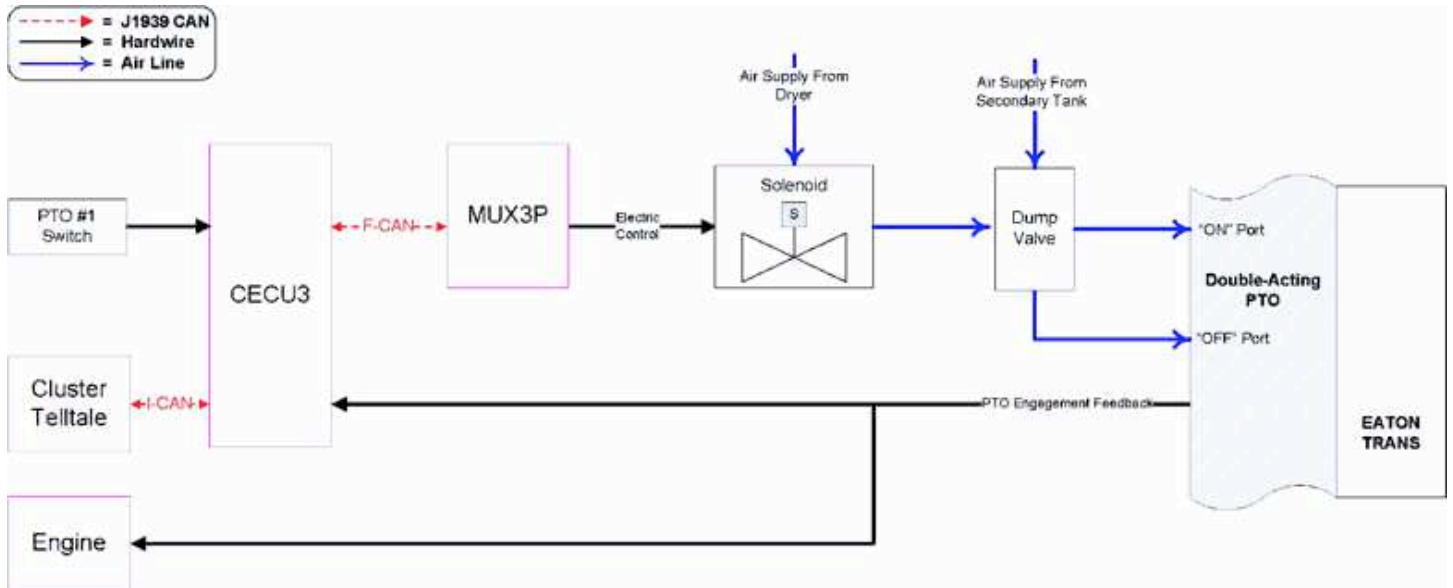 = J1939 CAN
= Hardwire
= Air Line
Air Supply From
Dryer
Air Supply From
Secondary Tank
PTO #1
Switch
CECU3
F-CAN
MUX3P
Electric
Control
Solenoid
S
Dump
Valve
"ON" Port
Double-Acting
PTO
"OFF" Port
Cluster
Telltale
I-CAN
PTO Engagement Feedback
EATON
TRANS
Engine